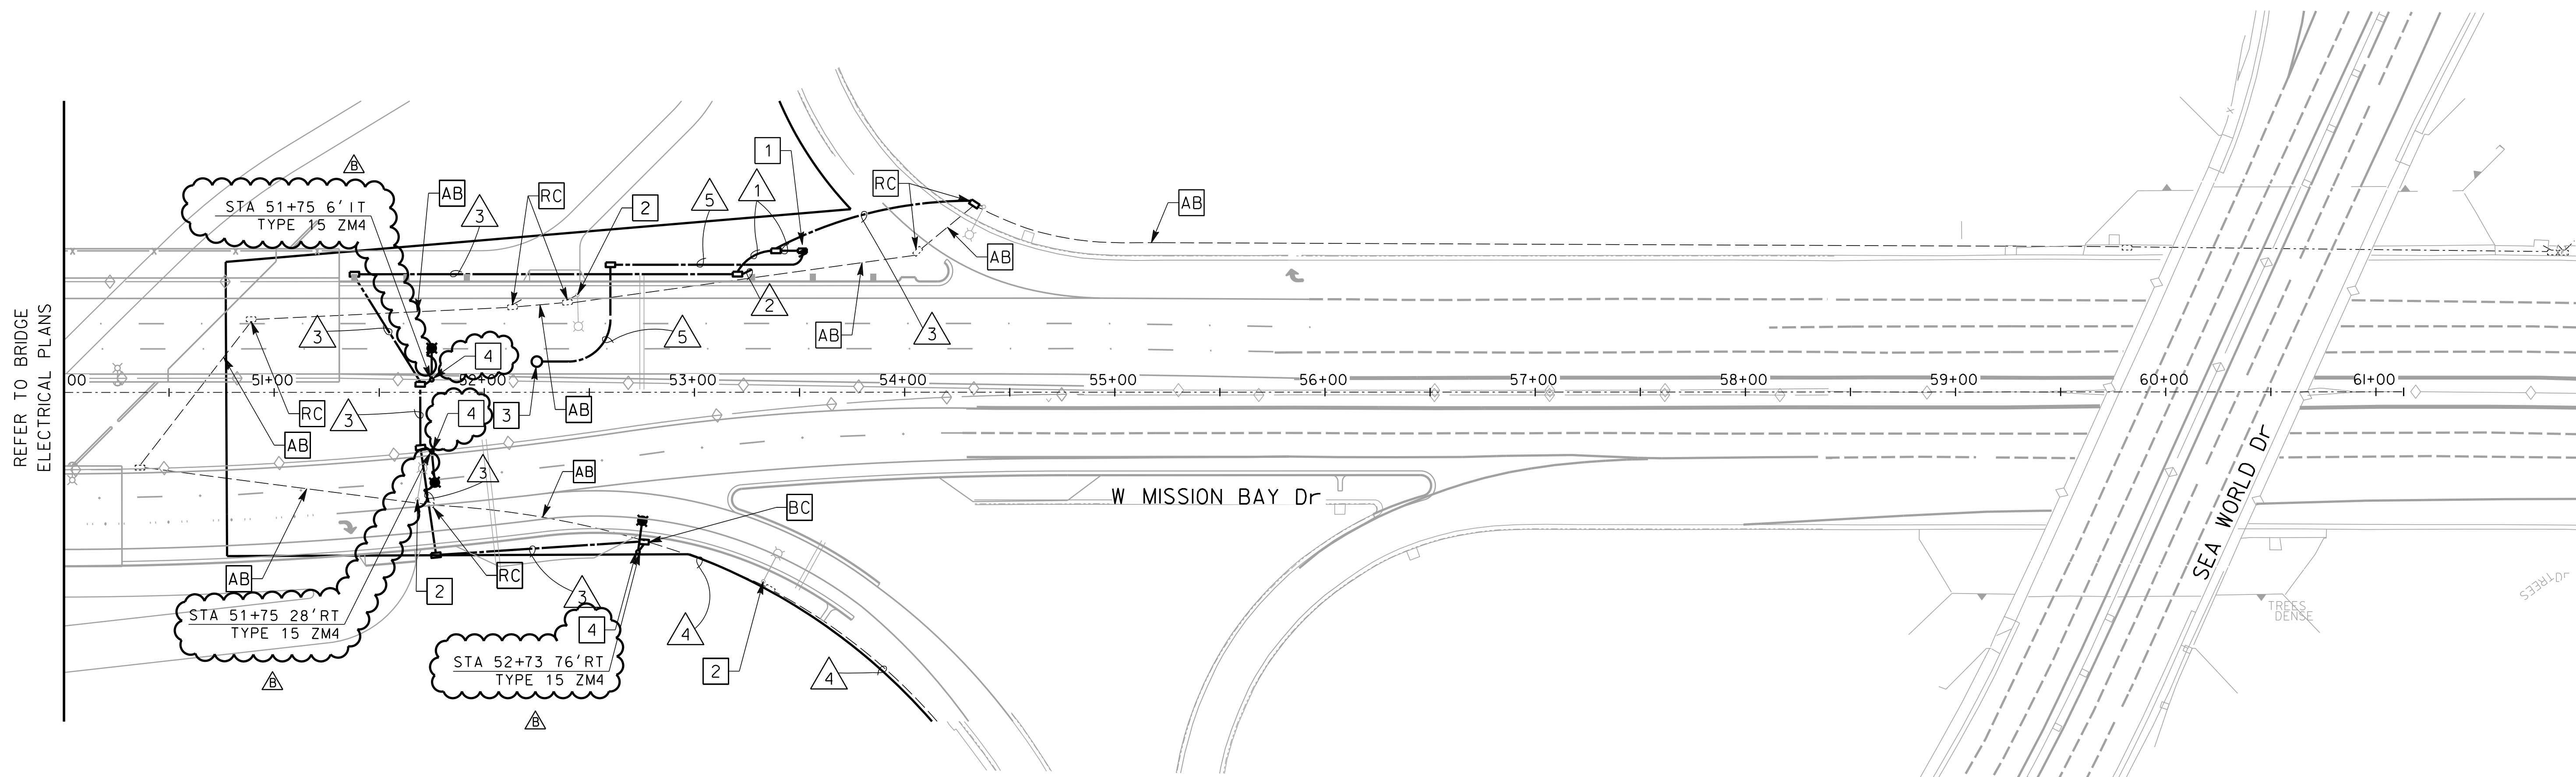 REFER TO BRIDGE
ELECTRICAL PLANS
B
STA 51+75 6' IT
TYPE 15 ZM4
AB
3
RC
2
5
1
1
RC
AB
AB
3
2
AB
3
5
AB
4
00
51+00
52+00
53+00
54+00
55+00
56+00
57+00
58+00
59+00
60+00
61+00
RC
3
4
3
AB
AB
3
AB
BC
W MISSION BAY Dr
SEA WORLD Dr
AB
2
RC
3
STA 51+75 28'RT
TYPE 15 ZM4
B
4
STA 52+73 76'RT
TYPE 15 ZM4
B
4
2
4
TREES
DENSE
TREES